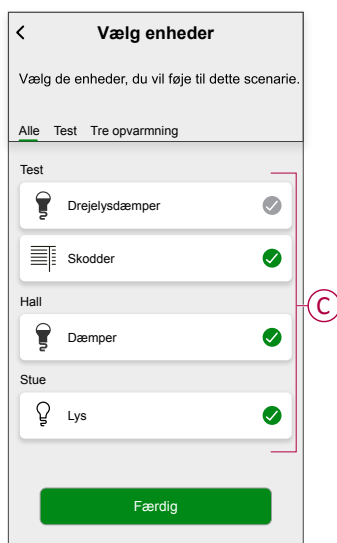 Vælg enheder
Vælg de enheder, du vil føje til dette scenarie.
Alle Test Tre opvarmning
Test
Drejelysdæmper
Skodder
Hall
Dæmper
Stue
Lys
C
Færdig